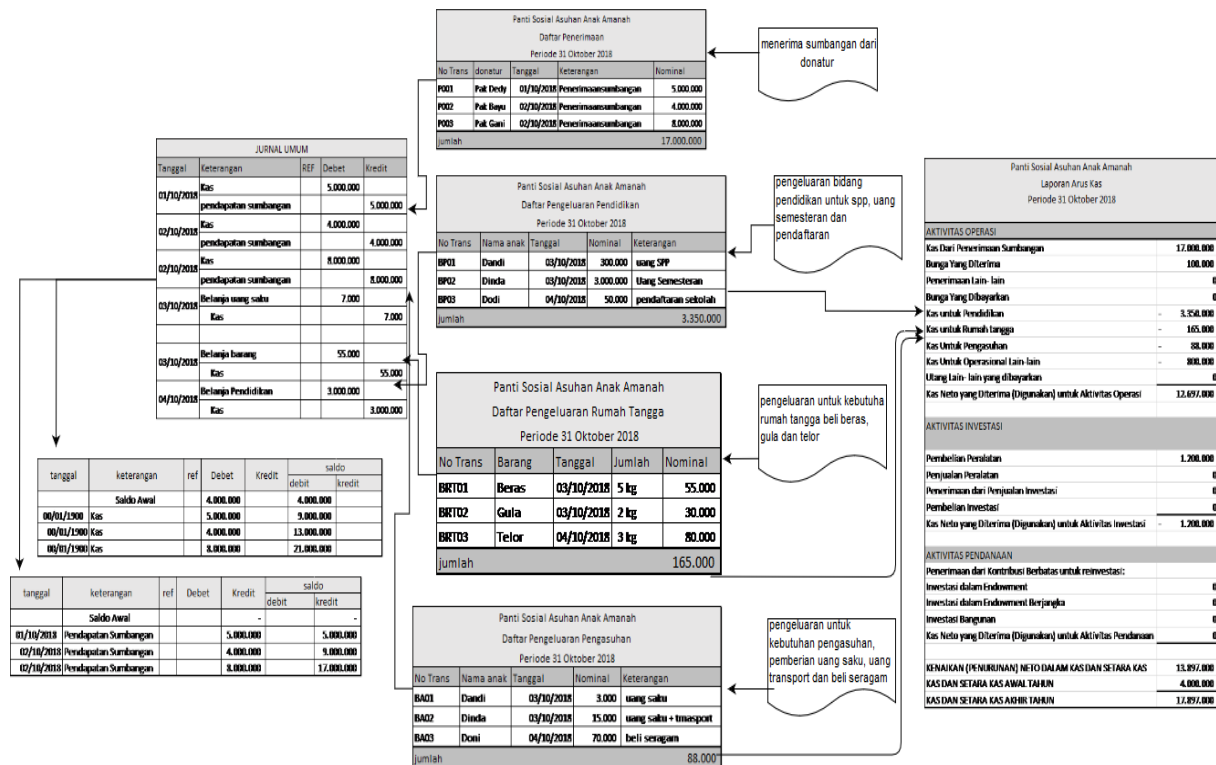 Panti Sosial Asuhan Anak Amanah
Daftar Penerimaan
Periode 31 Oktober 2018
No Trans donatur Tanggal Keterangan Nominal
P001 Pak Dedy 01/10/2018 Penerimaansumbangan 5.000.000
P002 Pak Bayu 02/10/2018 Penerimaansumbangan 4.000.000
P003 Pak Gani 02/10/2018 Penerimaansumbangan 8.000.000
jumlah 17.000.000
menerima sumbangan dari
donatur
JURNAL UMUM
Tanggal Keterangan REF Debet Kredit
01/10/2018 Kas 5.000.000
pendapatan sumbangan 5.000.000
02/10/2018 Kas 4.000.000
pendapatan sumbangan 4.000.000
02/10/2018 Kas 8.000.000
pendapatan sumbangan 8.000.000
03/10/2018 Belanja uang saku 7.000
Kas 7.000
03/10/2018 Belanja barang 55.000
Kas 55.000
04/10/2018 Belanja Pendidikan 3.000.000
Kas 3.000.000
Panti Sosial Asuhan Anak Amanah
Daftar Pengeluaran Pendidikan
Periode 31 Oktober 2018
No Trans Nama anak Tanggal Nominal Keterangan
BP01 Dandi 03/10/2018 300.000 uang SPP
BP02 Dinda 03/10/2018 3.000.000 Uang Semesteran
BP03 Dodi 04/10/2018 50.000 pendaftaran sekolah
jumlah 3.350.000
pengeluaran bidang
pendidikan untuk spp, uang
semesteran dan
pendaftaran
Panti Sosial Asuhan Anak Amanah
Daftar Pengeluaran Rumah Tangga
Periode 31 Oktober 2018
No Trans Barang Tanggal Jumlah Nominal
BRT01 Beras 03/10/2018 5 kg 55.000
BRT02 Gula 03/10/2018 2 kg 30.000
BRT03 Telor 04/10/2018 3 kg 80.000
jumlah 165.000
pengeluaran untuk kebutuha
rumah tangga beli beras,
gula dan telor
tanggal keterangan ref Debet Kredit saldo
debit kredit
Saldo Awal 4.000.000 4.000.000
00/01/1900 Kas 5.000.000 9.000.000
00/01/1900 Kas 4.000.000 13.000.000
00/01/1900 Kas 8.000.000 21.000.000
tanggal keterangan ref Debet Kredit saldo
debit kredit
Saldo Awal - -
01/10/2018 Pendapatan Sumbangan 5.000.000 5.000.000
02/10/2018 Pendapatan Sumbangan 4.000.000 9.000.000
02/10/2018 Pendapatan Sumbangan 8.000.000 17.000.000
Panti Sosial Asuhan Anak Amanah
Daftar Pengeluaran Pengasuhan
Periode 31 Oktober 2018
No Trans Nama anak Tanggal Nominal Keterangan
BA01 Dandi 03/10/2018 3.000 uang saku
BA02 Dinda 03/10/2018 15.000 uang saku + tmasport
BA03 Doni 04/10/2018 70.000 beli seragam
jumlah 88.000
pengeluaran untuk
kebutuhan pengasuhan,
pemberian uang saku, uang
transport dan beli seragam
Panti Sosial Asuhan Anak Amanah
Laporan Arus Kas
Periode 31 Oktober 2018
AKTIVITAS OPERASI
Kas Dari Penerimaan Sumbangan 17.000.000
Bunga Yang Diterima 100.000
Penerimaan Lain- lain 0
Bunga Yang Dibayarkan 0
Kas untuk Pendidikan - 3.350.000
Kas untuk Rumah tangga - 165.000
Kas Untuk Pengasuhan - 88.000
Kas Untuk Operasional Lain-lain - 800.000
Utang Lain- lain yang dibayarkan 0
Kas Neto yang Diterima (Digunakan) untuk Aktivitas Operasi 12.697.000
AKTIVITAS INVESTASI
Pembelian Peralatan 1.200.000
Penjualan Peralatan 0
Penerimaan dari Penjualan Investasi 0
Pembelian Investasi 0
Kas Neto yang Diterima (Digunakan) untuk Aktivitas Investasi - 1.200.000
AKTIVITAS PENDANAAN
Penerimaan dari Kontribusi Berbatas untuk reinvestasi:
Investasi dalam Endowment 0
Investasi dalam Endowment Berjangka 0
Investasi Bangunan 0
Kas Neto yang Diterima (Digunakan) untuk Aktivitas Pendanaan 0
KENAIKAN (PENURUNAN) NETO DALAM KAS DAN SETARA KAS 13.897.000
KAS DAN SETARA KAS AWAL TAHUN 4.000.000
KAS DAN SETARA KAS AKHIR TAHUN 17.897.000